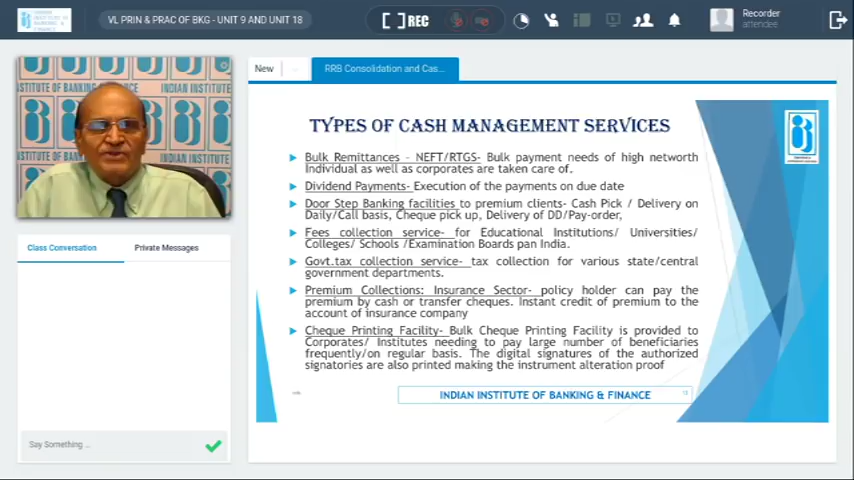 VL PRIN & PRAC OF BKG - UNIT 9 AND UNIT 18
[ ] REC
Recorder
attendee
New
RRB Consolidation and Cas...
INDIAN INSTITUTE
TYPES OF CASH MANAGEMENT SERVICES
Bulk Remittances - NEFT/RTGS- Bulk payment needs of high networth
Individual as well as corporates are taken care of.
Dividend Payments- Execution of the payments on due date
Door Step Banking facilities to premium clients- Cash Pick / Delivery on
Daily/Call basis, Cheque pick up, Delivery of DD/Pay-order,
Fees collection service- for Educational Institutions/ Universities/
Colleges/ Schools /Examination Boards pan India.
Govt.tax collection service- tax collection for various state/central
government departments.
Premium Collections: Insurance Sector- policy holder can pay the
premium by cash or transfer cheques. Instant credit of premium to the
account of insurance company
Cheque Printing Facility- Bulk Cheque Printing Facility is provided to
Corporates/ Institutes needing to pay large number of beneficiaries
frequently/on regular basis. The digital signatures of the authorized
signatories are also printed making the instrument alteration proof
INDIAN INSTITUTE OF BANKING & FINANCE
Class Conversation
Private Messages
Say Something ...